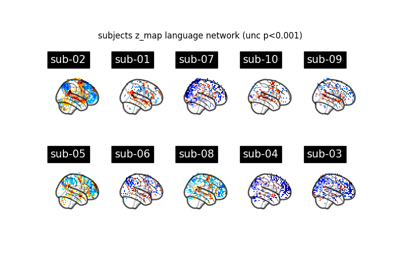 subjects z_map language network (unc p<0.001)
sub-02 sub-01 sub-07 sub-10 sub-09
sub-05 sub-06 sub-08 sub-04 sub-03